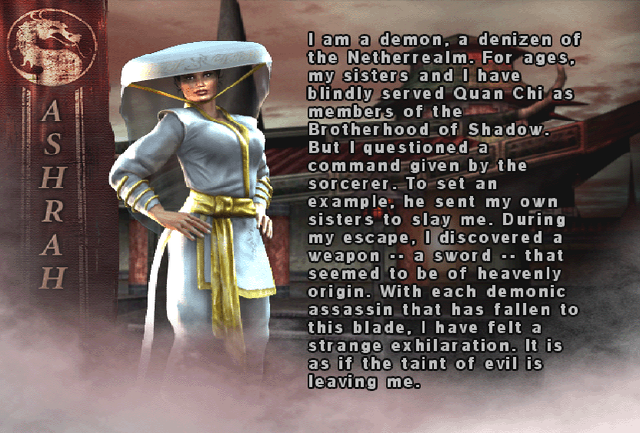 ASHRAH
I am a demon, a denizen of
the Netherrealm. For ages,
my sisters and I have
blindly served Quan Chi as
members of the
Brotherhood of Shadow.
But I questioned a
command given by the
sorcerer. To set an
example, he sent my own
sisters to slay me. During
my escape, I discovered a
weapon -- a sword -- that
seemed to be of heavenly
origin. With each demonic
assassin that has fallen to
this blade, I have felt a
strange exhilaration. It is
as if the taint of evil is
leaving me.